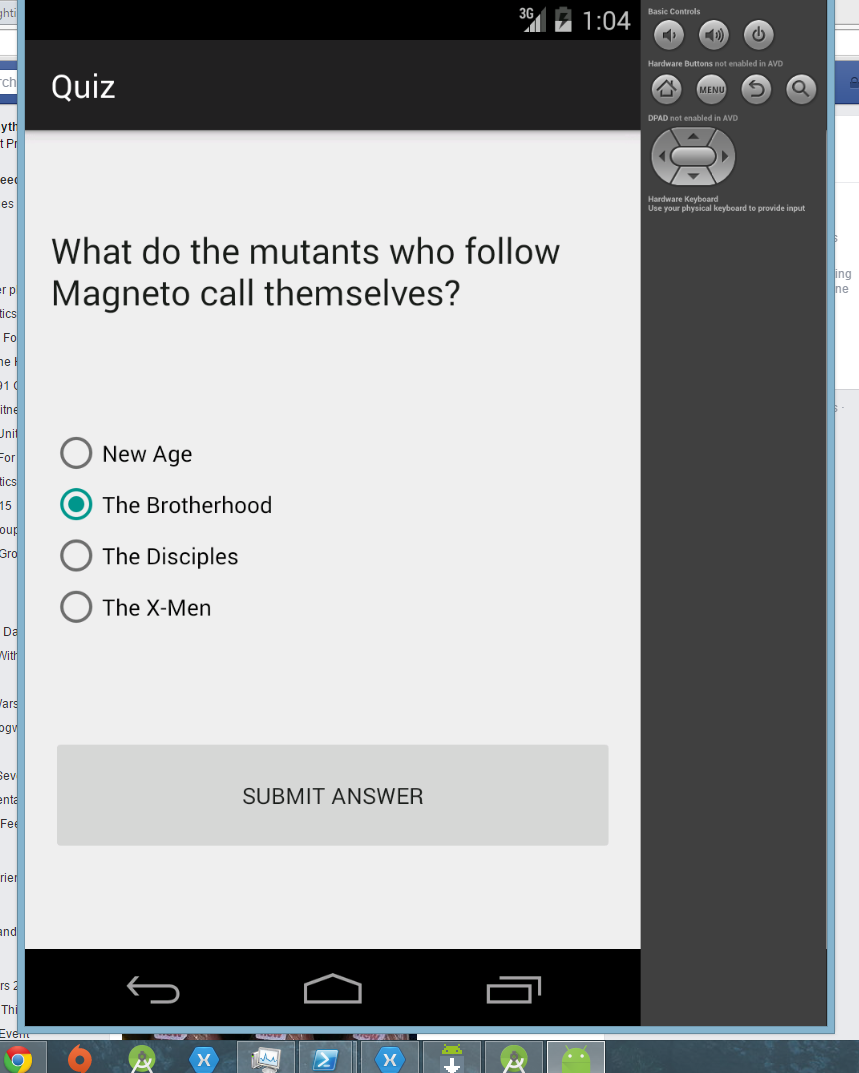 3G 1:04
Quiz
What do the mutants who follow
Magneto call themselves?
New Age
The Brotherhood
The Disciples
The X-Men
SUBMIT ANSWER
Basic Controls
Hardware Buttons not enabled in AVD
MENU
DPAD not enabled in AVD
Hardware Keyboard
Use your physical keyboard to provide input